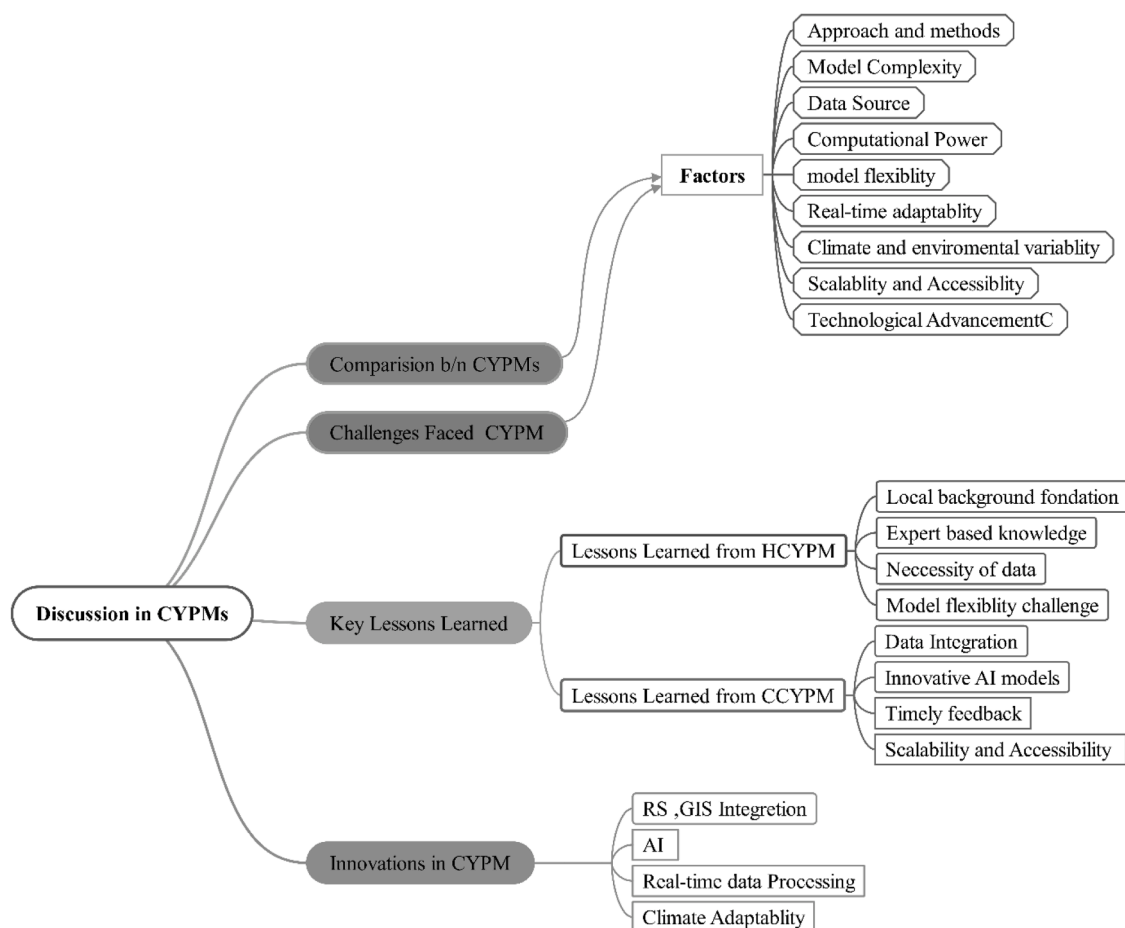 Approach and methods
Model Complexity
Data Source
Computational Power
Factors
model flexiblity
Real-time adaptablity
Climate and enviromental variablity
Scalablity and Accessiblity
Technological AdvancementC
Comparision b/n CYPMs
Challenges Faced CYPM
Local background fondation
Lessons Learned from HCYPM
Expert based knowledge
Neccessity of data
Model flexiblity challenge
Discussion in CYPMs
Key Lessons Learned
Data Integration
Lessons Learned from CCYPM
Innovative AI models
Timely feedback
Scalability and Accessibility
RS ,GIS Integretion
AI
Innovations in CYPM
Real-time data Processing
Climate Adaptablity